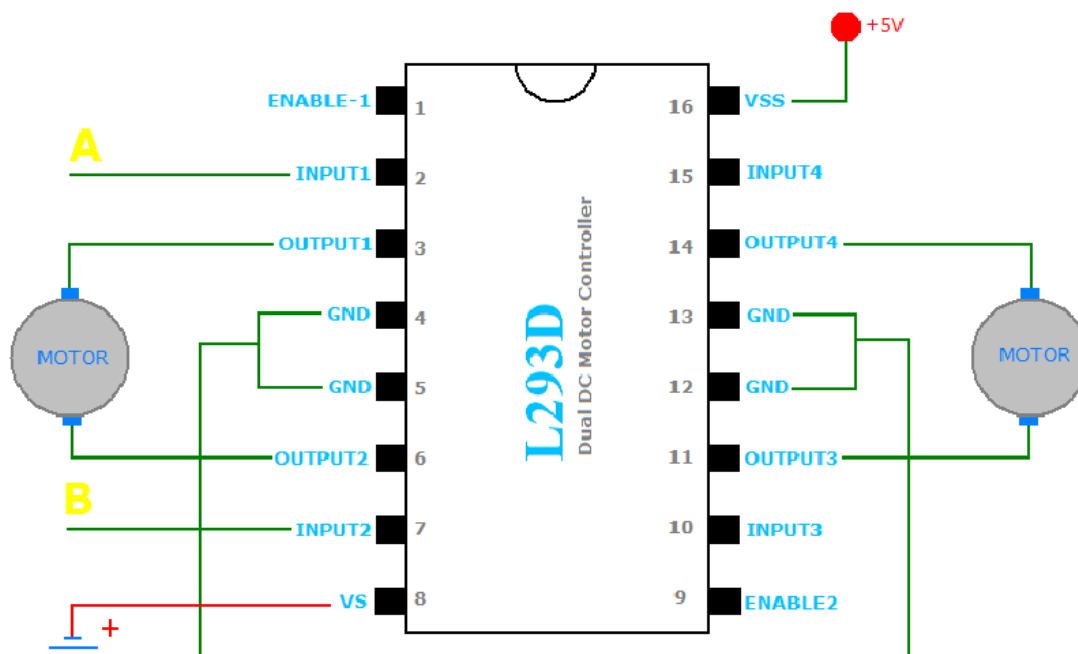 +5V
ENABLE-1
1
16
VSS
A
INPUT1
2
15
INPUT4
OUTPUT1
3
14
OUTPUT4
GND
4
13
GND
MOTOR
L293D
Dual DC Motor Controller
MOTOR
GND
5
12
GND
OUTPUT2
6
11
OUTPUT3
B
INPUT2
7
10
INPUT3
VS
8
9
ENABLE2
+